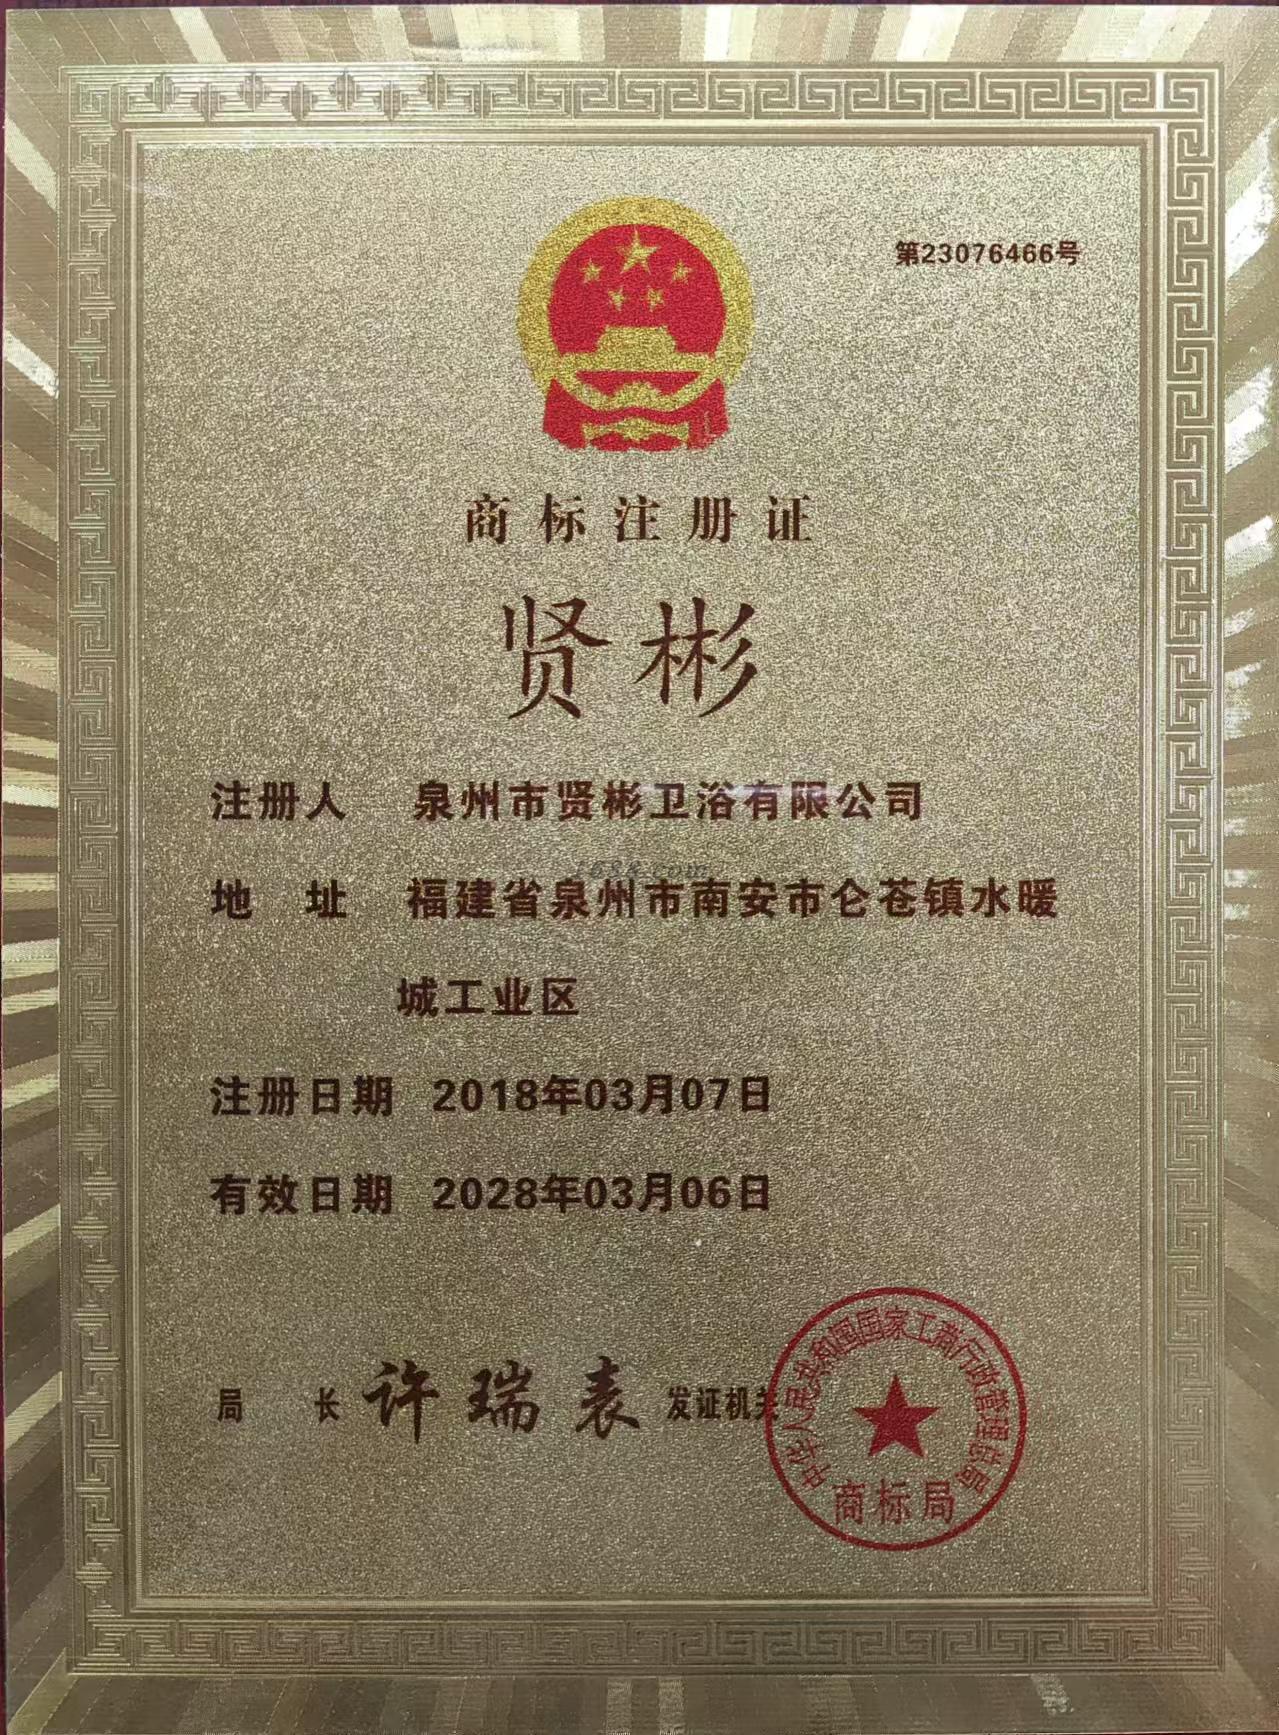 第23076466号
商标注册证
贤彬
注册人 泉州市贤彬卫浴有限公司
1688.com
地 址 福建省泉州市南安市仑苍镇水暖
城工业区
注册日期 2018年03月07日
有效日期 2028年03月06日
局 长 许瑞表 发证机关
中华人民共和国国家工商行政管理总局
商标局